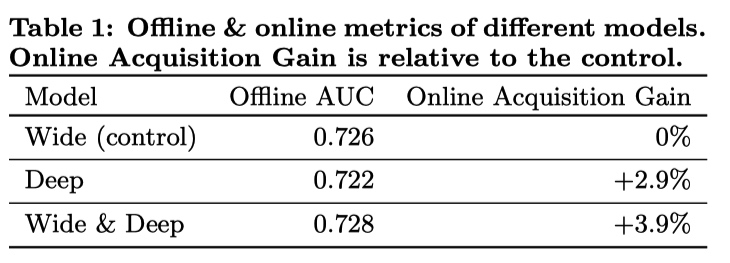 Table 1: Offline & online metrics of different models.
Online Acquisition Gain is relative to the control.
Model Offline AUC Online Acquisition Gain
Wide (control) 0.726 0%
Deep 0.722 +2.9%
Wide & Deep 0.728 +3.9%